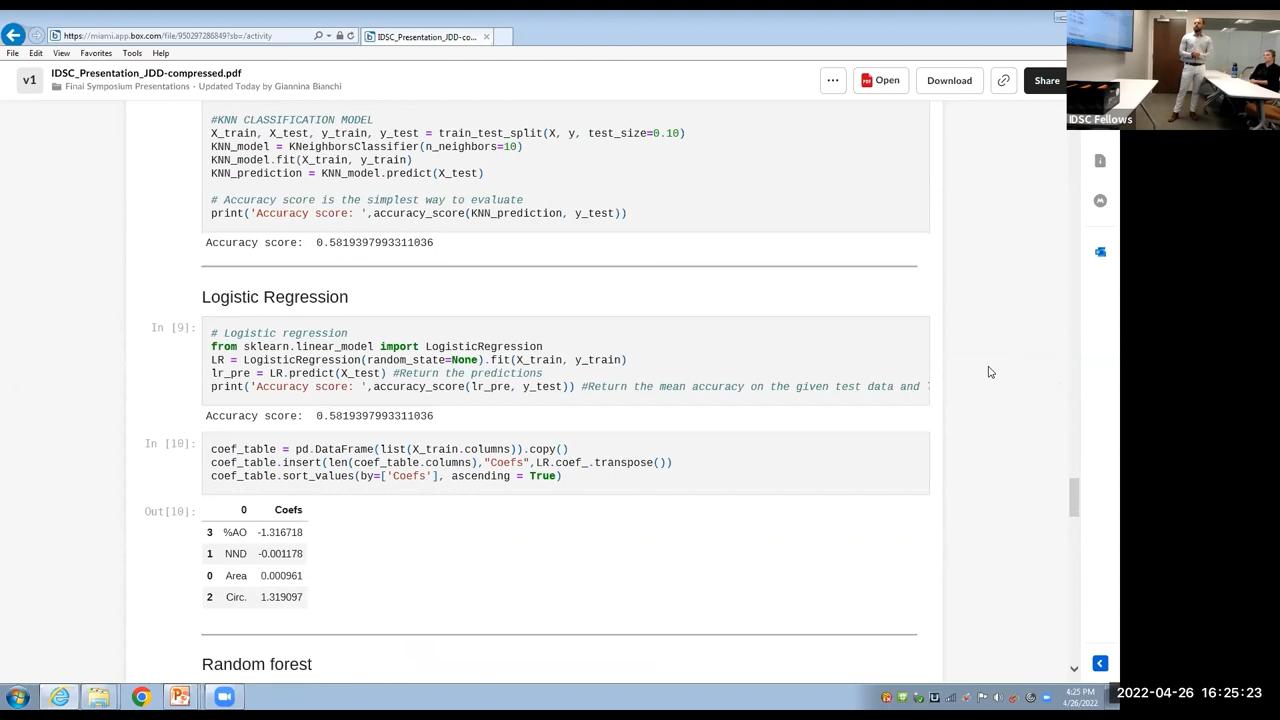 https://miami.app.box.com/file/950297286849?sb=/activity
IDSC_Presentation_JDD-co...
File Edit View Favorites Tools Help
v1
IDSC_Presentation_JDD-compressed.pdf
Final Symposium Presentations - Updated Today by Giannina Bianchi
Open
Download
Share
IDSC Fellows
#KNN CLASSIFICATION MODEL
X_train, X_test, y_train, y_test = train_test_split(X, y, test_size=0.10)
KNN_model = KNeighborsClassifier(n_neighbors=10)
KNN_model.fit(X_train, y_train)
KNN_prediction = KNN_model.predict(X_test)
# Accuracy score is the simplest way to evaluate
print('Accuracy score: ',accuracy_score(KNN_prediction, y_test))
Accuracy score:  0.5819397993311036
Logistic Regression
In [9]:
# Logistic regression
from sklearn.linear_model import LogisticRegression
LR = LogisticRegression(random_state=None).fit(X_train, y_train)
lr_pre = LR.predict(X_test) #Return the predictions
print('Accuracy score: ',accuracy_score(lr_pre, y_test)) #Return the mean accuracy on the given test data and
Accuracy score:  0.5819397993311036
In [10]:
coef_table = pd.DataFrame(list(X_train.columns)).copy()
coef_table.insert(len(coef_table.columns),"Coefs",LR.coef_.transpose())
coef_table.sort_values(by=['Coefs'], ascending = True)
Out[10]:
0 Coefs
3 %AO -1.316718
1 NND -0.001178
0 Area 0.000961
2 Circ. 1.319097
Random forest
4:25 PM
4/26/2022
2022-04-26 16:25:23